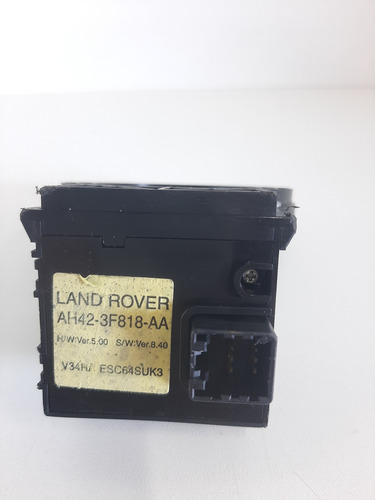 LAND ROVER
AH42-3F818-AA
H/W:Ver.5.00 S/W:Ver.8.40
V34H/ ESC64SUK3